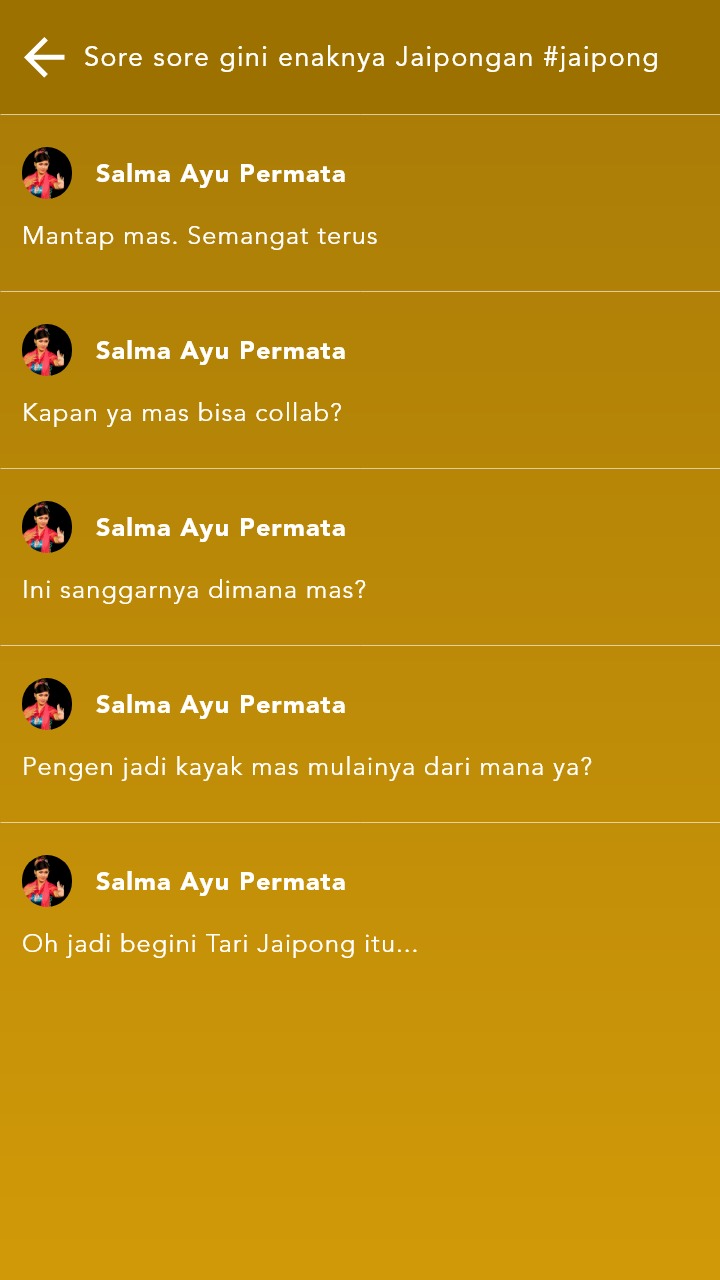 Sore sore gini enaknya Jaipongan #jaipong
Salma Ayu Permata
Mantap mas. Semangat terus
Salma Ayu Permata
Kapan ya mas bisa collab?
Salma Ayu Permata
Ini sanggarnya dimana mas?
Salma Ayu Permata
Pengen jadi kayak mas mulainya dari mana ya?
Salma Ayu Permata
Oh jadi begini Tari Jaipong itu...